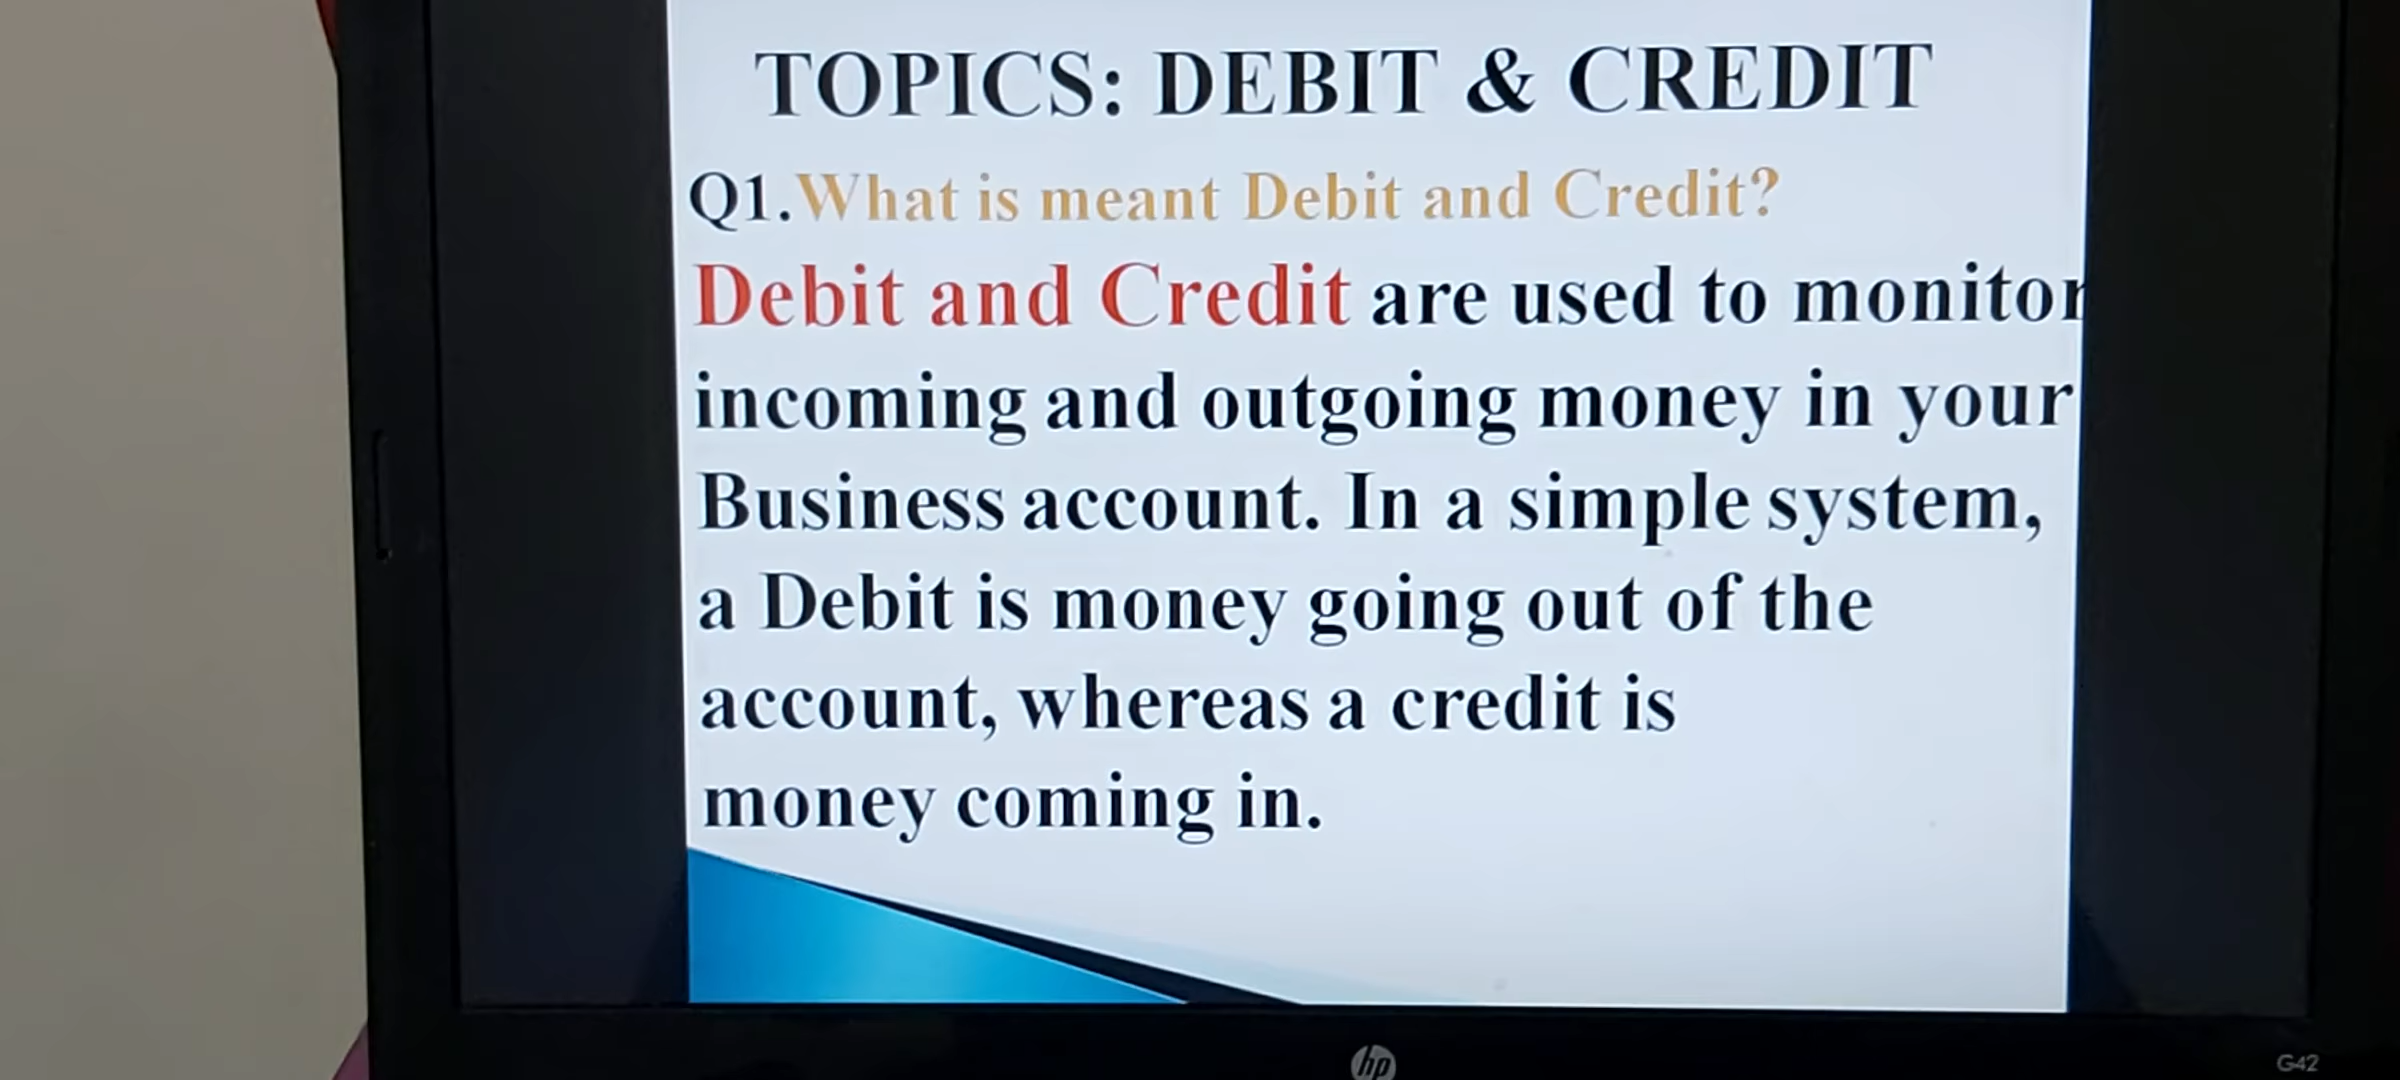 TOPICS: DEBIT & CREDIT
Q1.What is meant Debit and Credit?
Debit and Credit are used to monitor
incoming and outgoing money in your
Business account. In a simple system,
a Debit is money going out of the
account, whereas a credit is
money coming in.
hp
G42